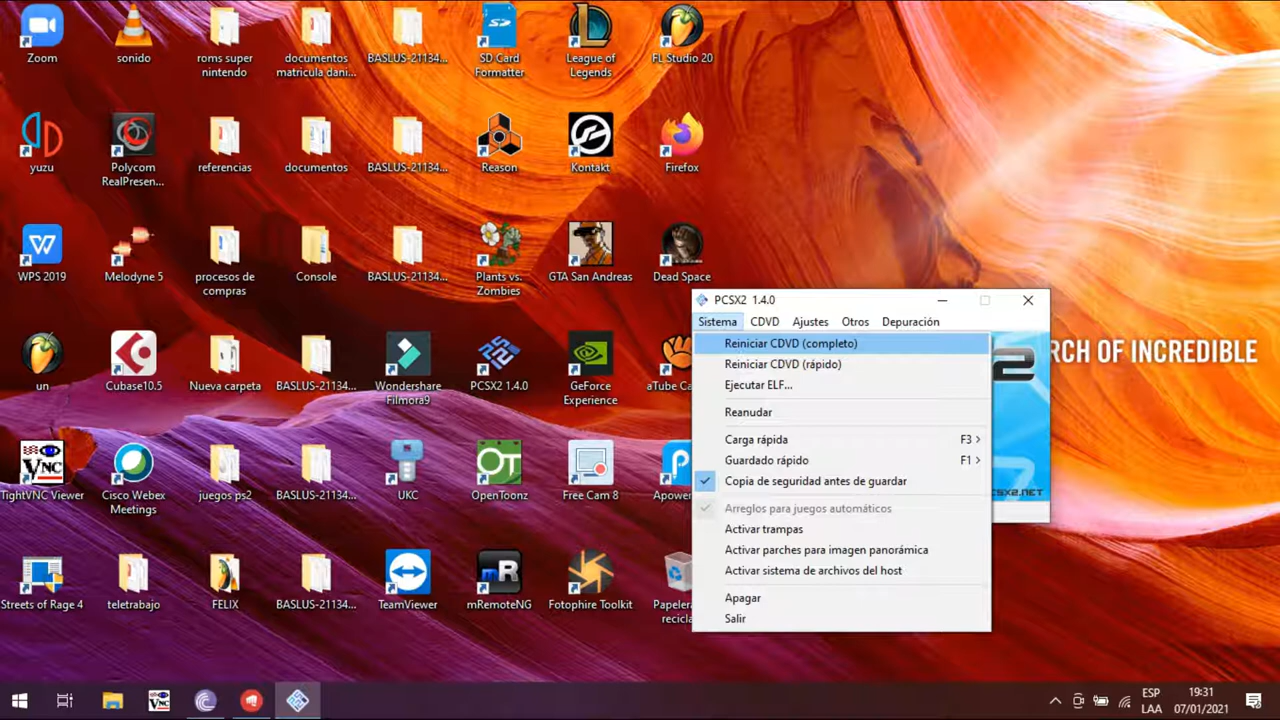 Zoom
sonido
roms super
nintendo
documentos
matricula dani...
BASLUS-21134...
SD Card
Formatter
League of
Legends
FL Studio 20
yuzu
Polycom
RealPresen...
referencias
documentos
BASLUS-21134...
Reason
Kontakt
Firefox
WPS 2019
Melodyne 5
procesos de
compras
Console
BASLUS-21134...
Plants vs.
Zombies
GTA San Andreas
Dead Space
un
Cubase10.5
Nueva carpeta
BASLUS-21134...
Wondershare
Filmora9
PCSX2 1.4.0
GeForce
Experience
aTube Ca
TightVNC Viewer
Cisco Webex
Meetings
juegos ps2
BASLUS-21134...
UKC
OpenToonz
Free Cam 8
Apower
Streets of Rage 4
teletrabajo
FELIX
BASLUS-21134...
TeamViewer
mRemoteNG
Fotophire Toolkit
Papelera
recicl
PCSX2 1.4.0
Sistema CDVD Ajustes Otros Depuración
Reiniciar CDVD (completo)
Reiniciar CDVD (rápido)
Ejecutar ELF...
Reanudar
Carga rápida F3
Guardado rápido F1
Copia de seguridad antes de guardar
Arreglos para juegos automáticos
Activar trampas
Activar parches para imagen panorámica
Activar sistema de archivos del host
Apagar
Salir
2
CSX2.NET
RCH OF INCREDIBLE
ESP
LAA
19:31
07/01/2021